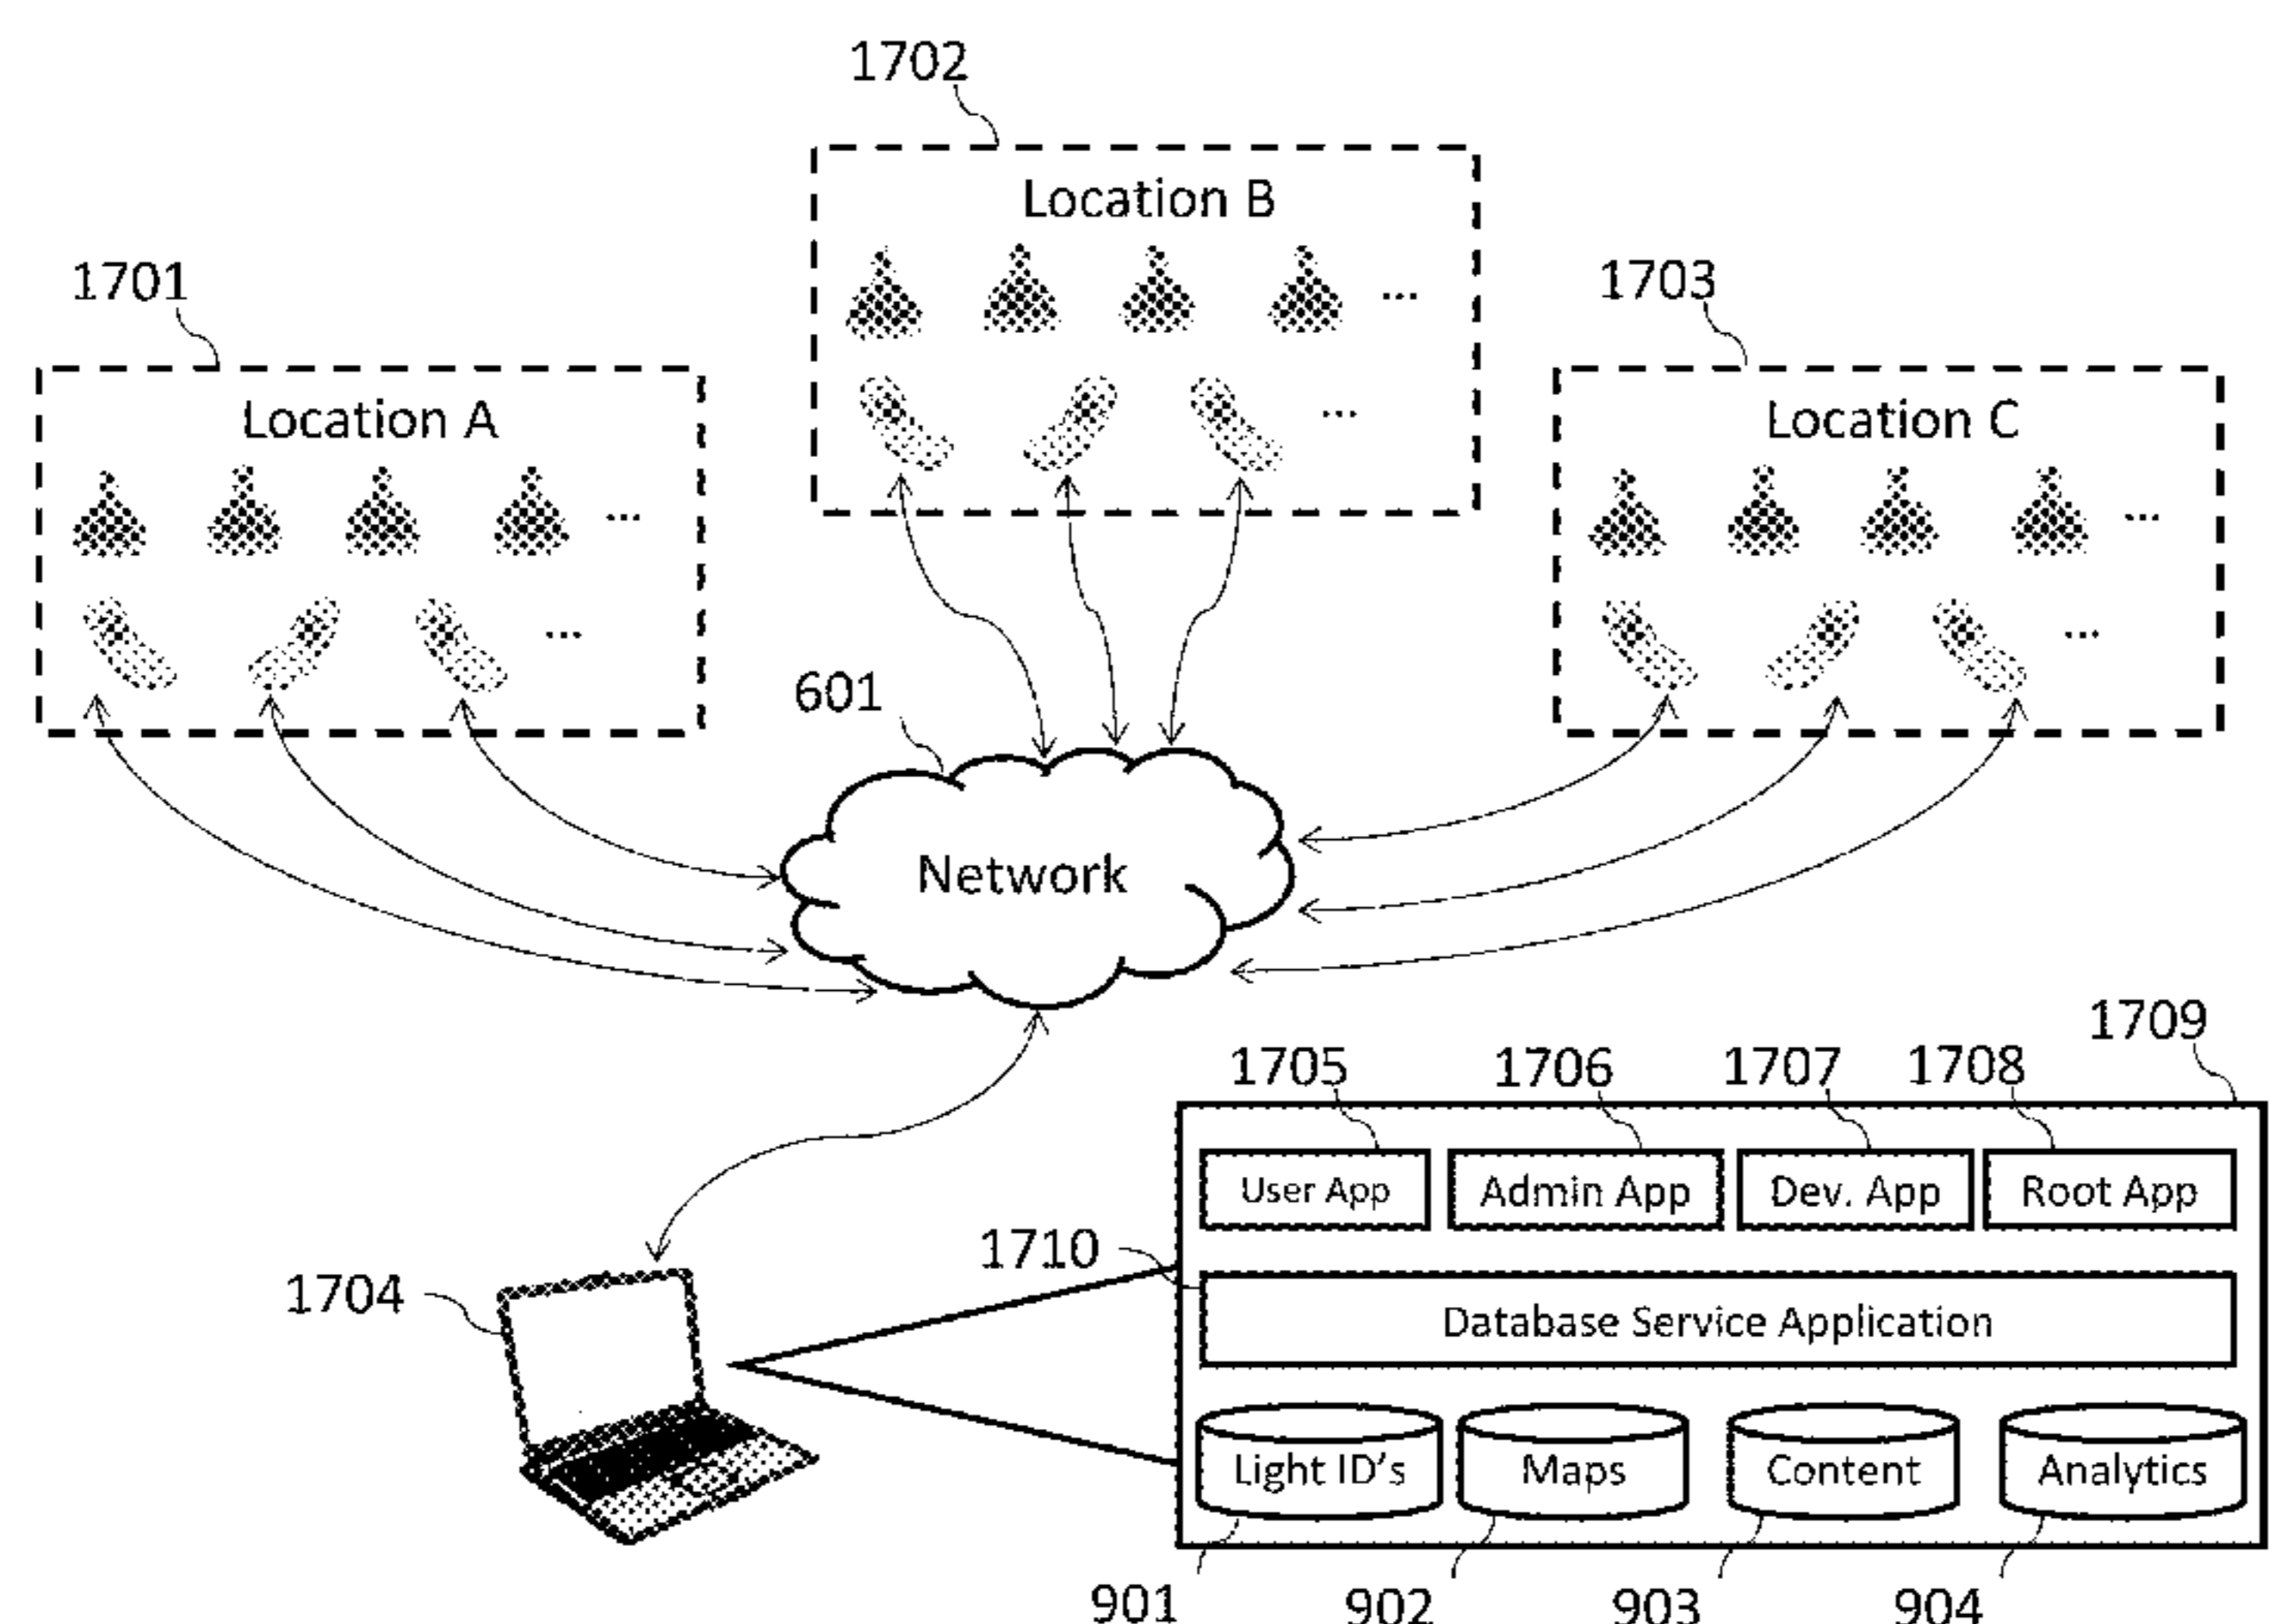 1702
Location B
...
...
1701
Location A
...
...
1703
Location C
...
...
601
Network
1709
1705 1706 1707 1708
User App Admin App Dev. App Root App
1710
Database Service Application
1704
Light ID's Maps Content Analytics
901 902 903 904